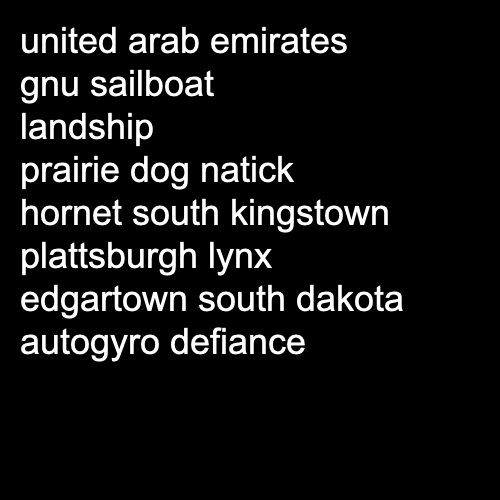 united arab emirates
gnu sailboat
landship
prairie dog natick
hornet south kingstown
plattsburgh lynx
edgartown south dakota
autogyro defiance